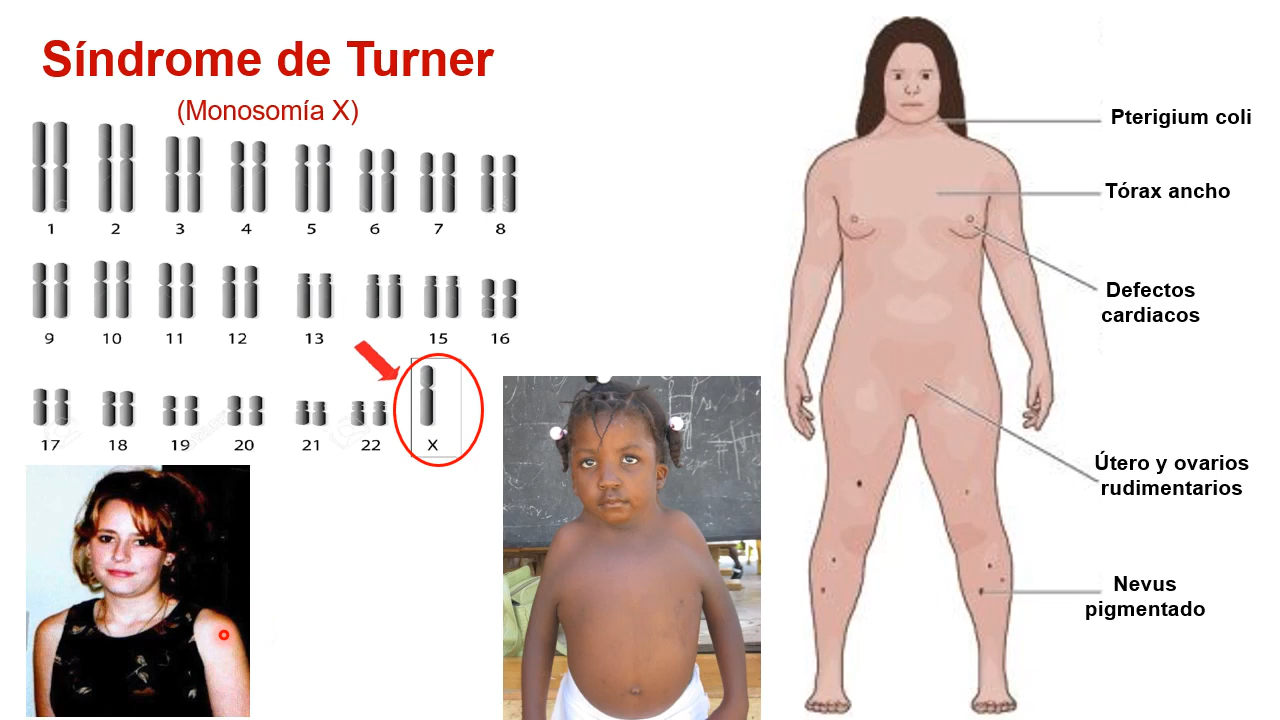 Síndrome de Turner
(Monosomía X)
1 2 3 4 5 6 7 8
9 10 11 12 13 15 16
17 18 19 20 21 22 X
Pterigium coli
Tórax ancho
Defectos
cardiacos
Útero y ovarios
rudimentarios
Nevus
pigmentado